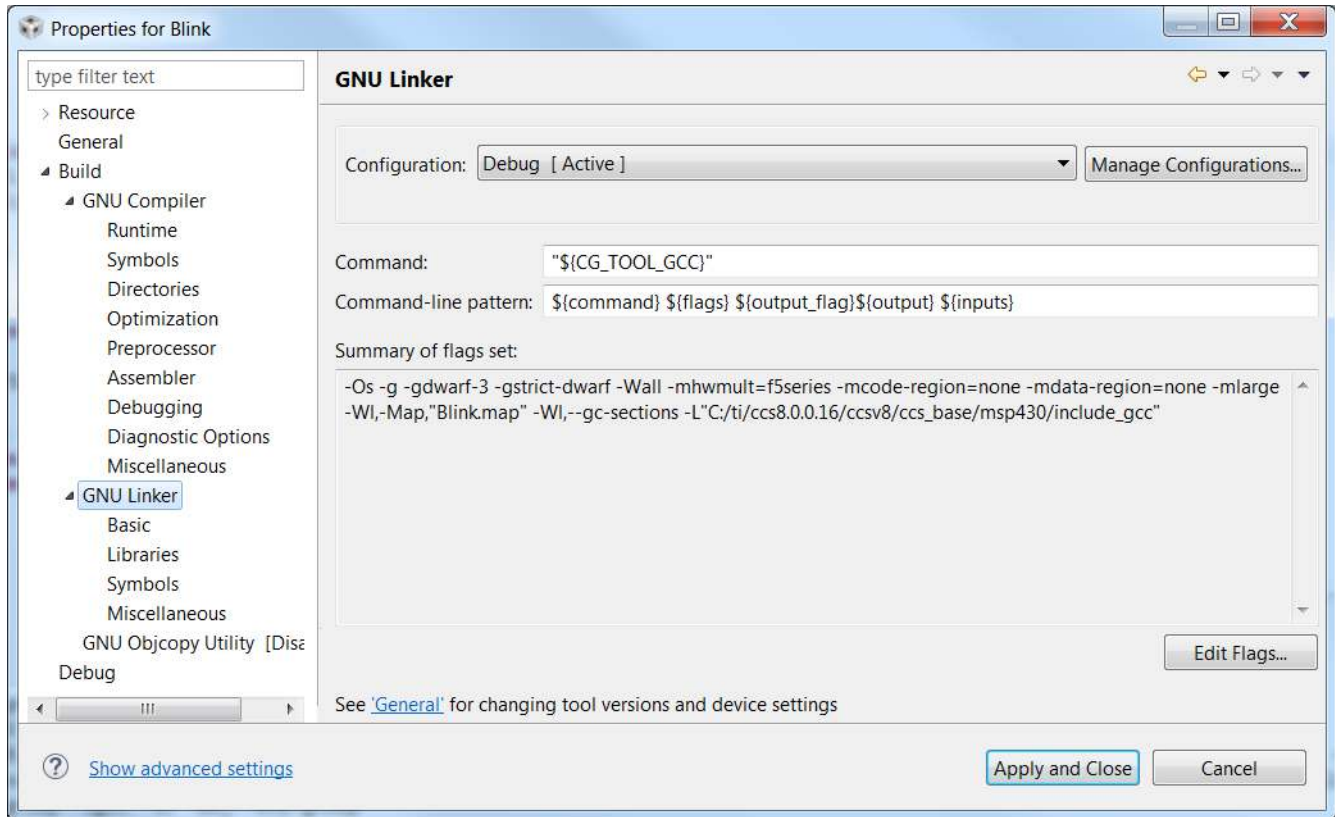 Properties for Blink
type filter text
Resource
General
Build
GNU Compiler
Runtime
Symbols
Directories
Optimization
Preprocessor
Assembler
Debugging
Diagnostic Options
Miscellaneous
GNU Linker
Basic
Libraries
Symbols
Miscellaneous
GNU Objcopy Utility [Disa
Debug
GNU Linker
Configuration: Debug [ Active ] Manage Configurations...
Command: "${CG_TOOL_GCC}"
Command-line pattern: ${command} ${flags} ${output_flag}${output} ${inputs}
Summary of flags set:
-Os -g -gdwarf-3 -gstrict-dwarf -Wall -mhwmult=f5series -mcode-region=none -mdata-region=none -mlarge
-Wl,-Map,"Blink.map" -Wl,--gc-sections -L"C:/ti/ccs8.0.0.16/ccsv8/ccs_base/msp430/include_gcc"
Edit Flags...
See 'General' for changing tool versions and device settings
Show advanced settings
Apply and Close Cancel